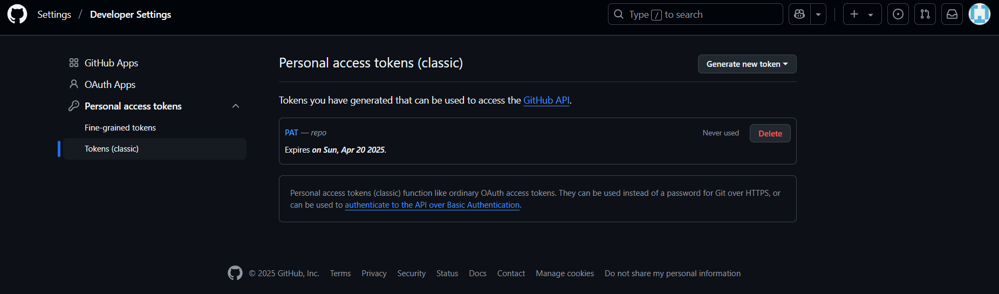 Settings / Developer Settings
Type / to search
GitHub Apps
OAuth Apps
Personal access tokens
Fine-grained tokens
Tokens (classic)
Personal access tokens (classic)
Generate new token
Tokens you have generated that can be used to access the GitHub API.
PAT — repo
Never used
Delete
Expires on Sun, Apr 20 2025.
Personal access tokens (classic) function like ordinary OAuth access tokens. They can be used instead of a password for Git over HTTPS, or
can be used to authenticate to the API over Basic Authentication.
© 2025 GitHub, Inc. Terms Privacy Security Status Docs Contact Manage cookies Do not share my personal information